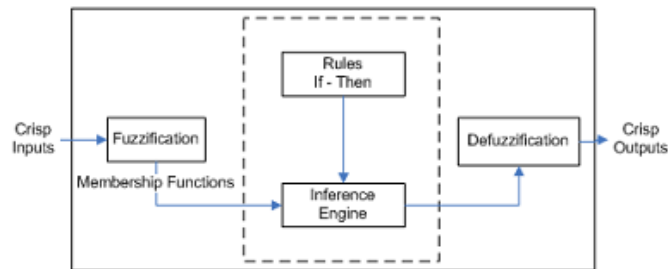 Rules
If - Then
Crisp
Inputs
Fuzzification
Defuzzification
Crisp
Outputs
Membership Functions
Inference
Engine